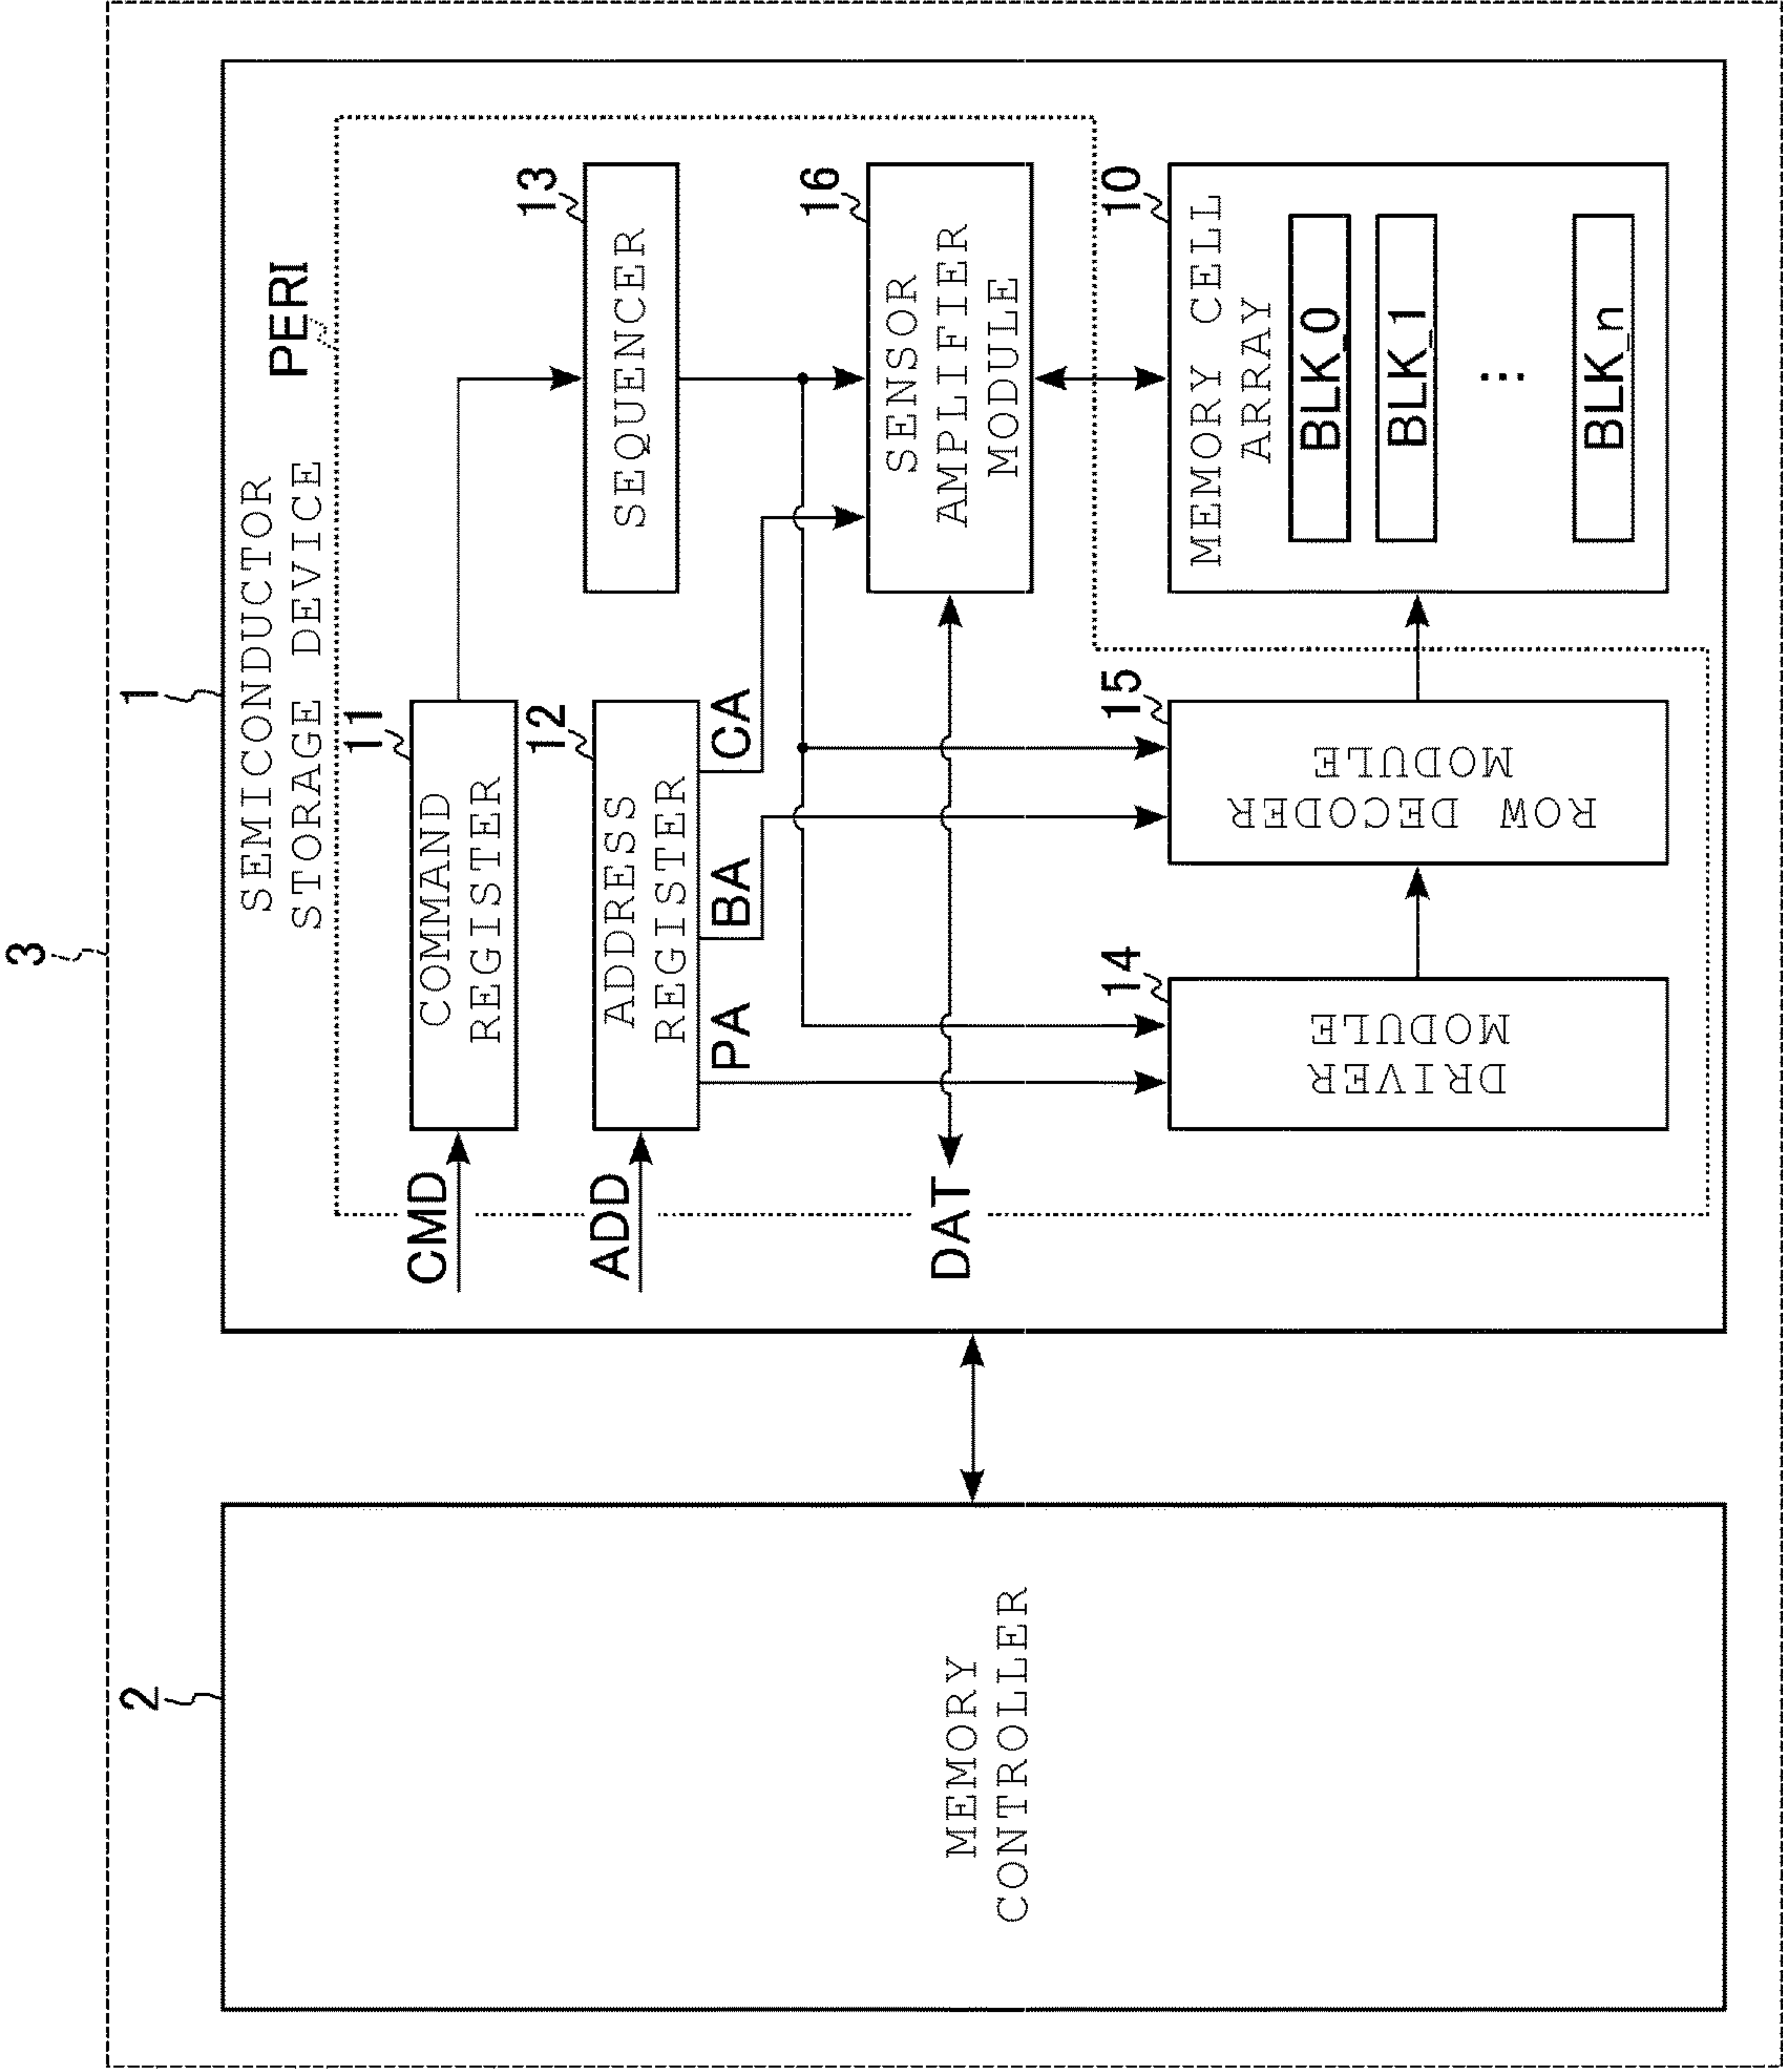 3
2
MEMORY
CONTROLLER
1
SEMICONDUCTOR
STORAGE DEVICE
PERI
CMD
11
COMMAND
REGISTER
13
SEQUENCER
ADD
12
ADDRESS
REGISTER
PA
BA
CA
DAT
16
SENSOR
AMPLIFIER
MODULE
14
DRIVER
MODULE
15
ROW DECODER
MODULE
10
MEMORY CELL
ARRAY
BLK_0
BLK_1
⋮
BLK_n